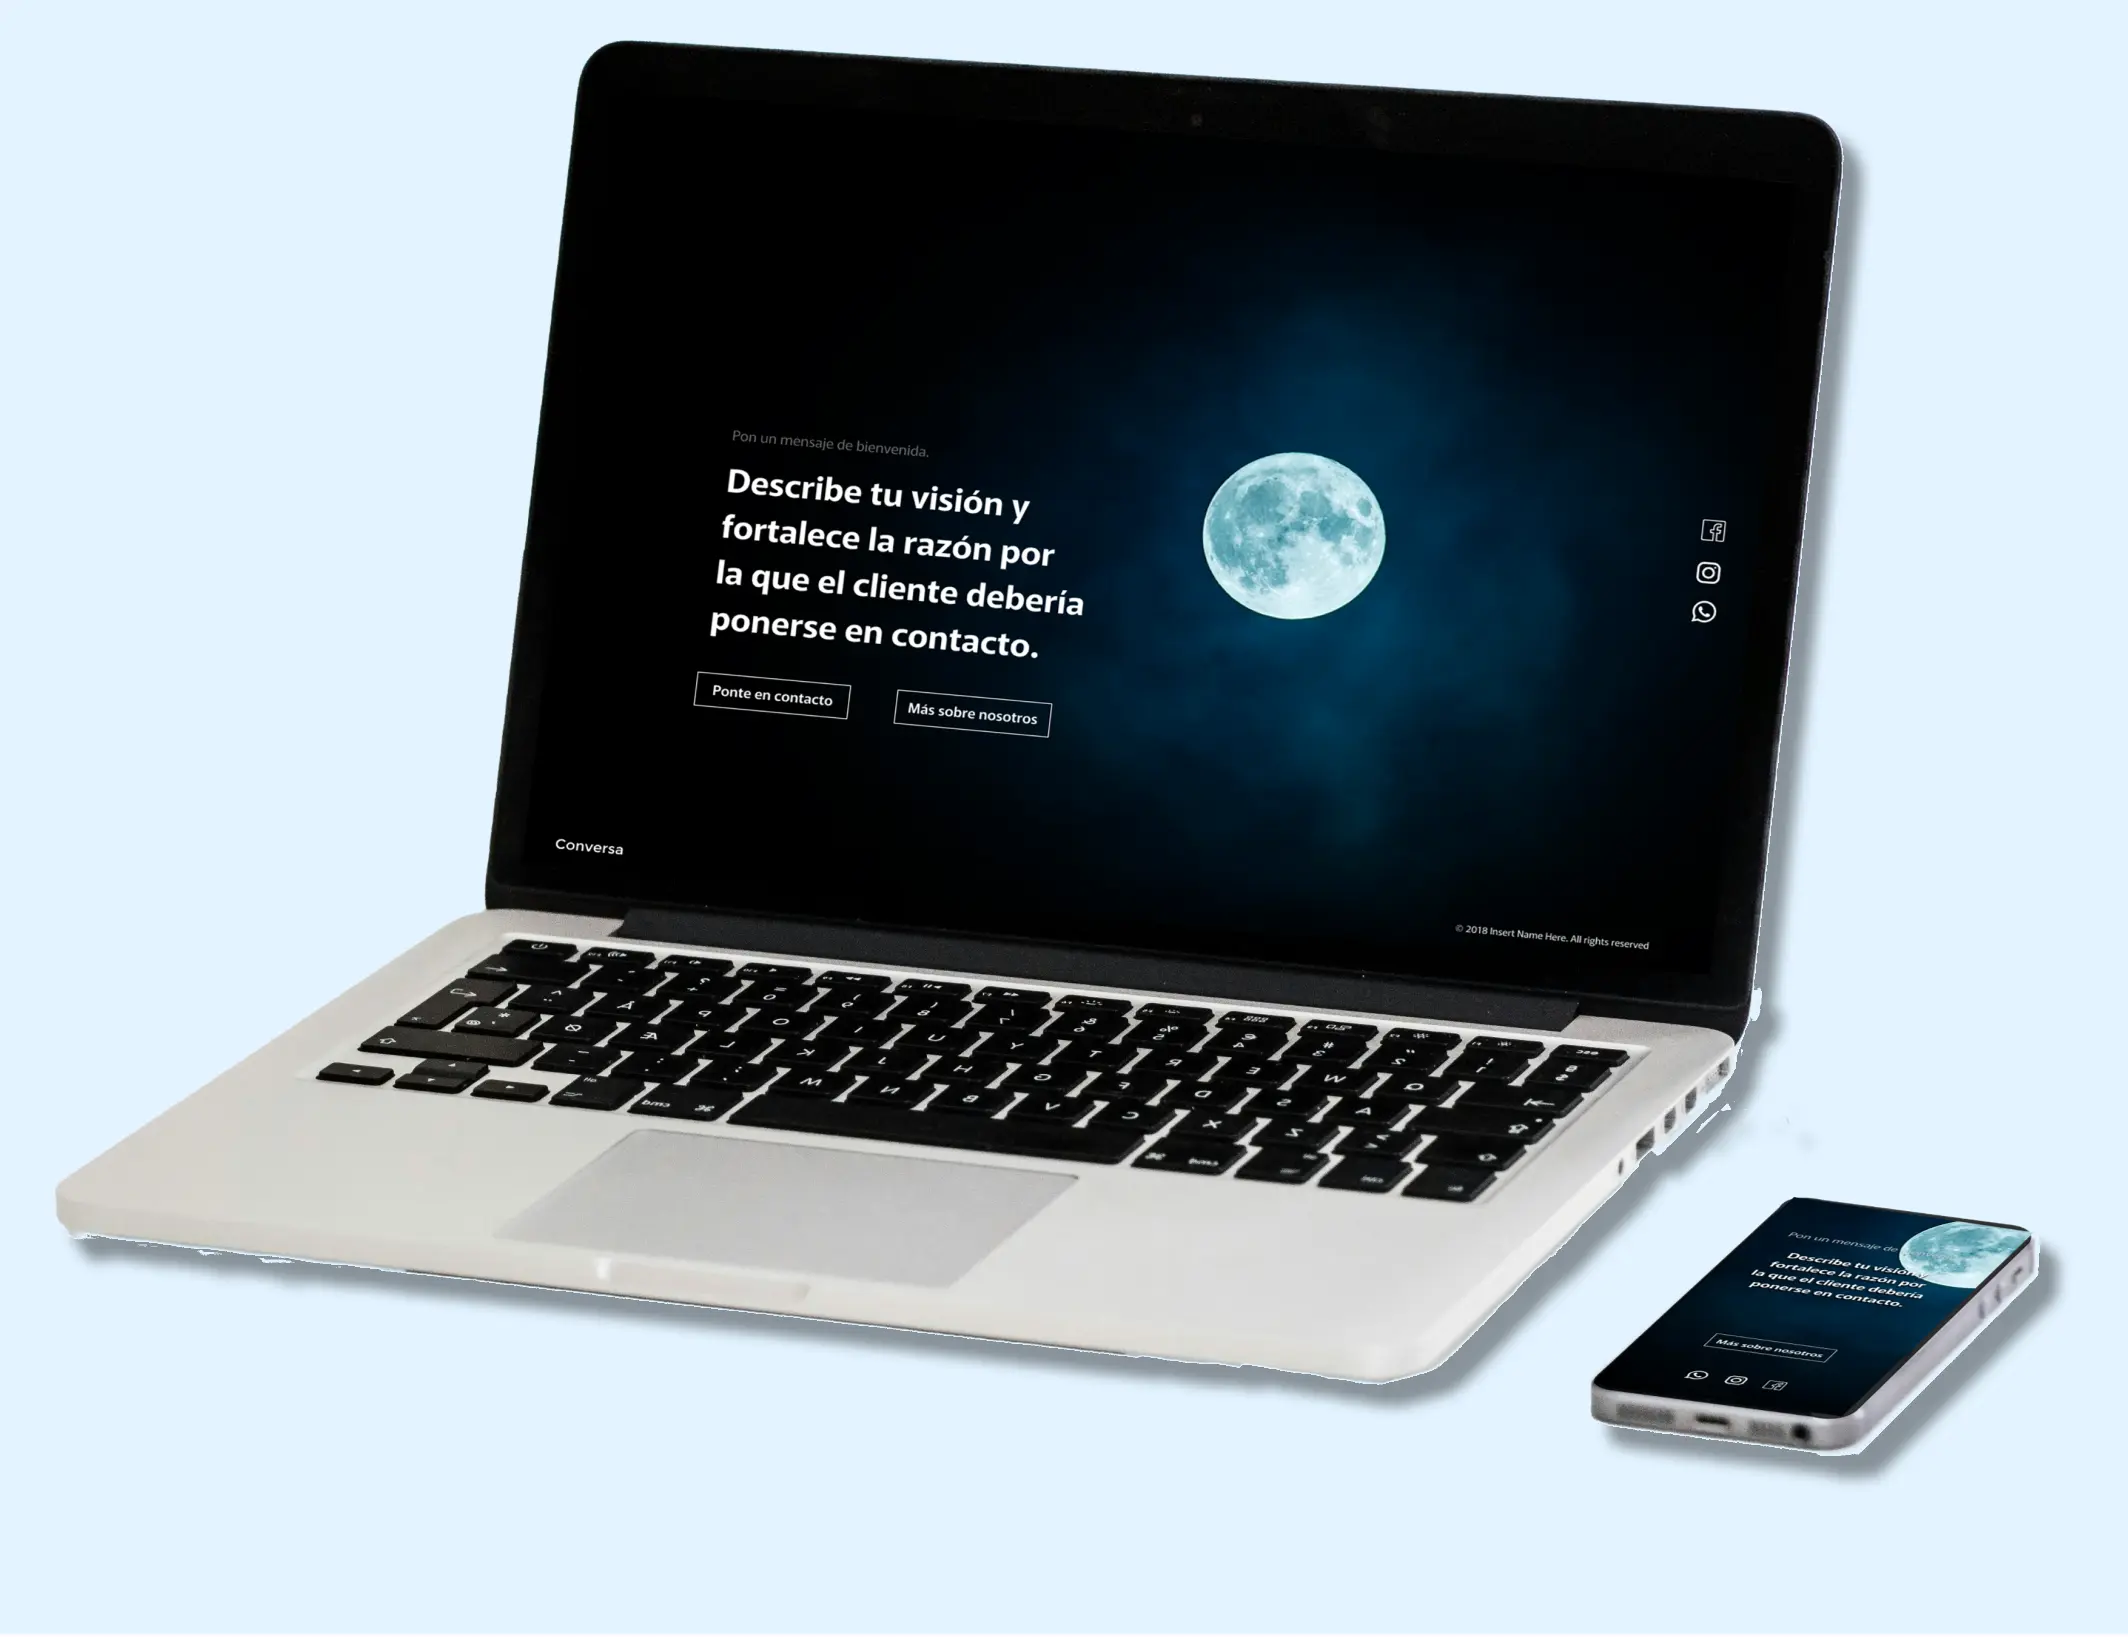 Pon un mensaje de bienvenida.
Describe tu visión y
fortalece la razón por
la que el cliente debería
ponerse en contacto.
Ponte en contacto
Más sobre nosotros
Conversa
© 2018 Insert Name Here. All rights reserved
Pon un mensaje de
Describe tu visión y
fortalece la razón por
la que el cliente debería
ponerse en contacto.
Más sobre nosotros